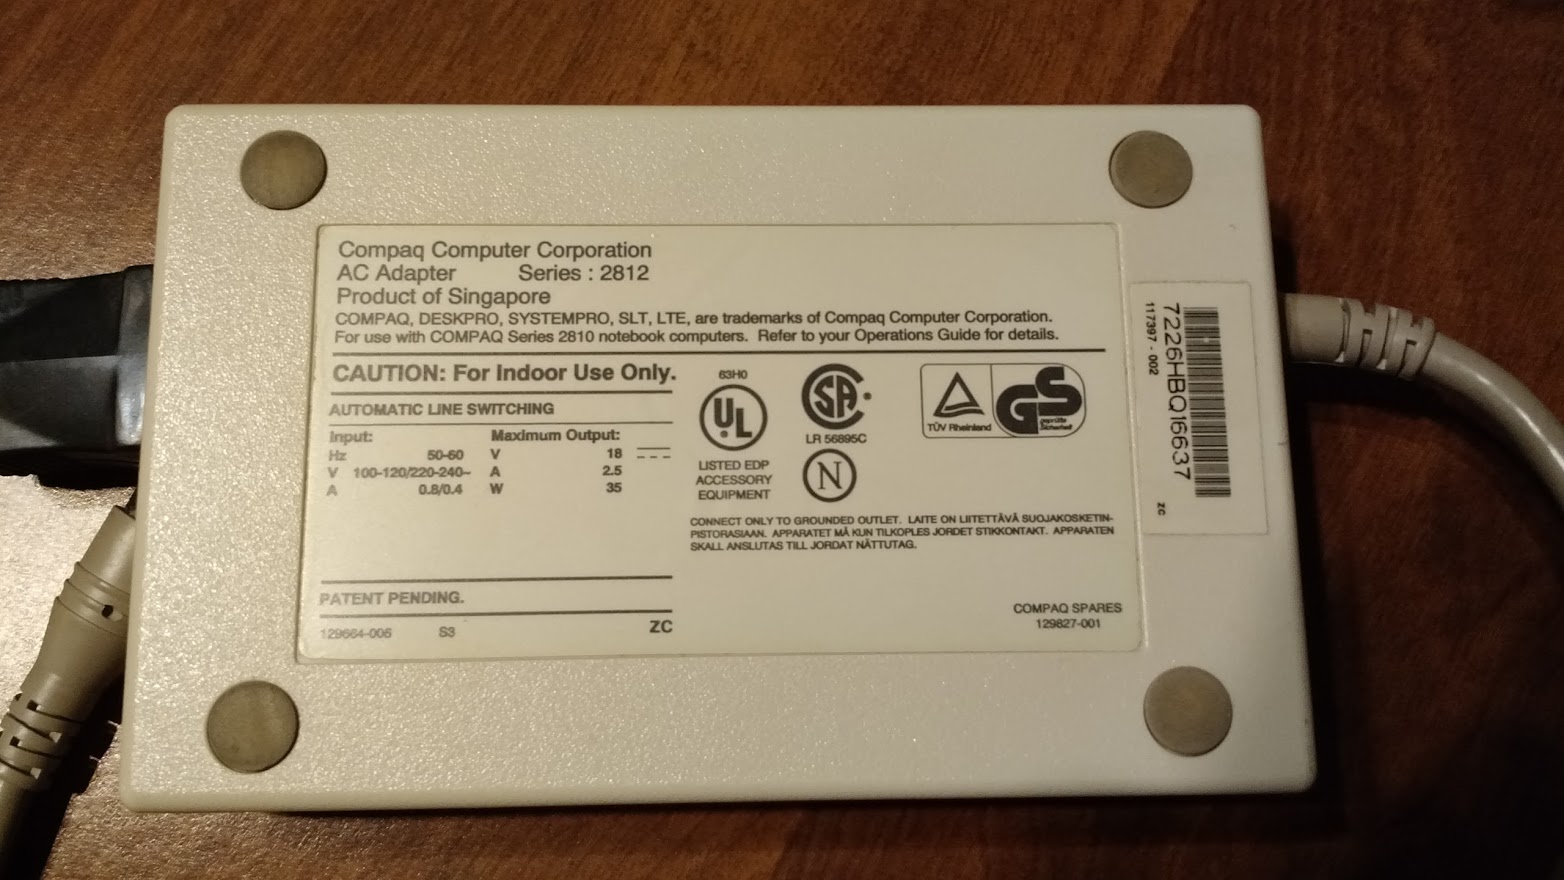 Compaq Computer Corporation
AC Adapter Series : 2812
Product of Singapore
COMPAQ, DESKPRO, SYSTEMPRO, SLT, LTE, are trademarks of Compaq Computer Corporation.
For use with COMPAQ Series 2810 notebook computers. Refer to your Operations Guide for details.
CAUTION: For Indoor Use Only.
AUTOMATIC LINE SWITCHING
Input: Maximum Output:
Hz 50-60 V 18
V 100-120/220-240~ A 2.5
A 0.8/0.4 W 35
63H0
UL
LISTED EDP
ACCESSORY
EQUIPMENT
SA
LR 56895C
N
TÜV Rheinland
GS
geprüfte
Sicherheit
CONNECT ONLY TO GROUNDED OUTLET. LAITE ON LIITETTÄVÄ SUOJAKOSKETIN-
PISTORASIAAN. APPARATET MÅ KUN TILKOPLES JORDET STIKKONTAKT. APPARATEN
SKALL ANSLUTAS TILL JORDAT NÄTTUTAG.
PATENT PENDING.
129664-006 S3 ZC
COMPAQ SPARES
129827-001
7226HBQ16637
117397 - 002
ZC